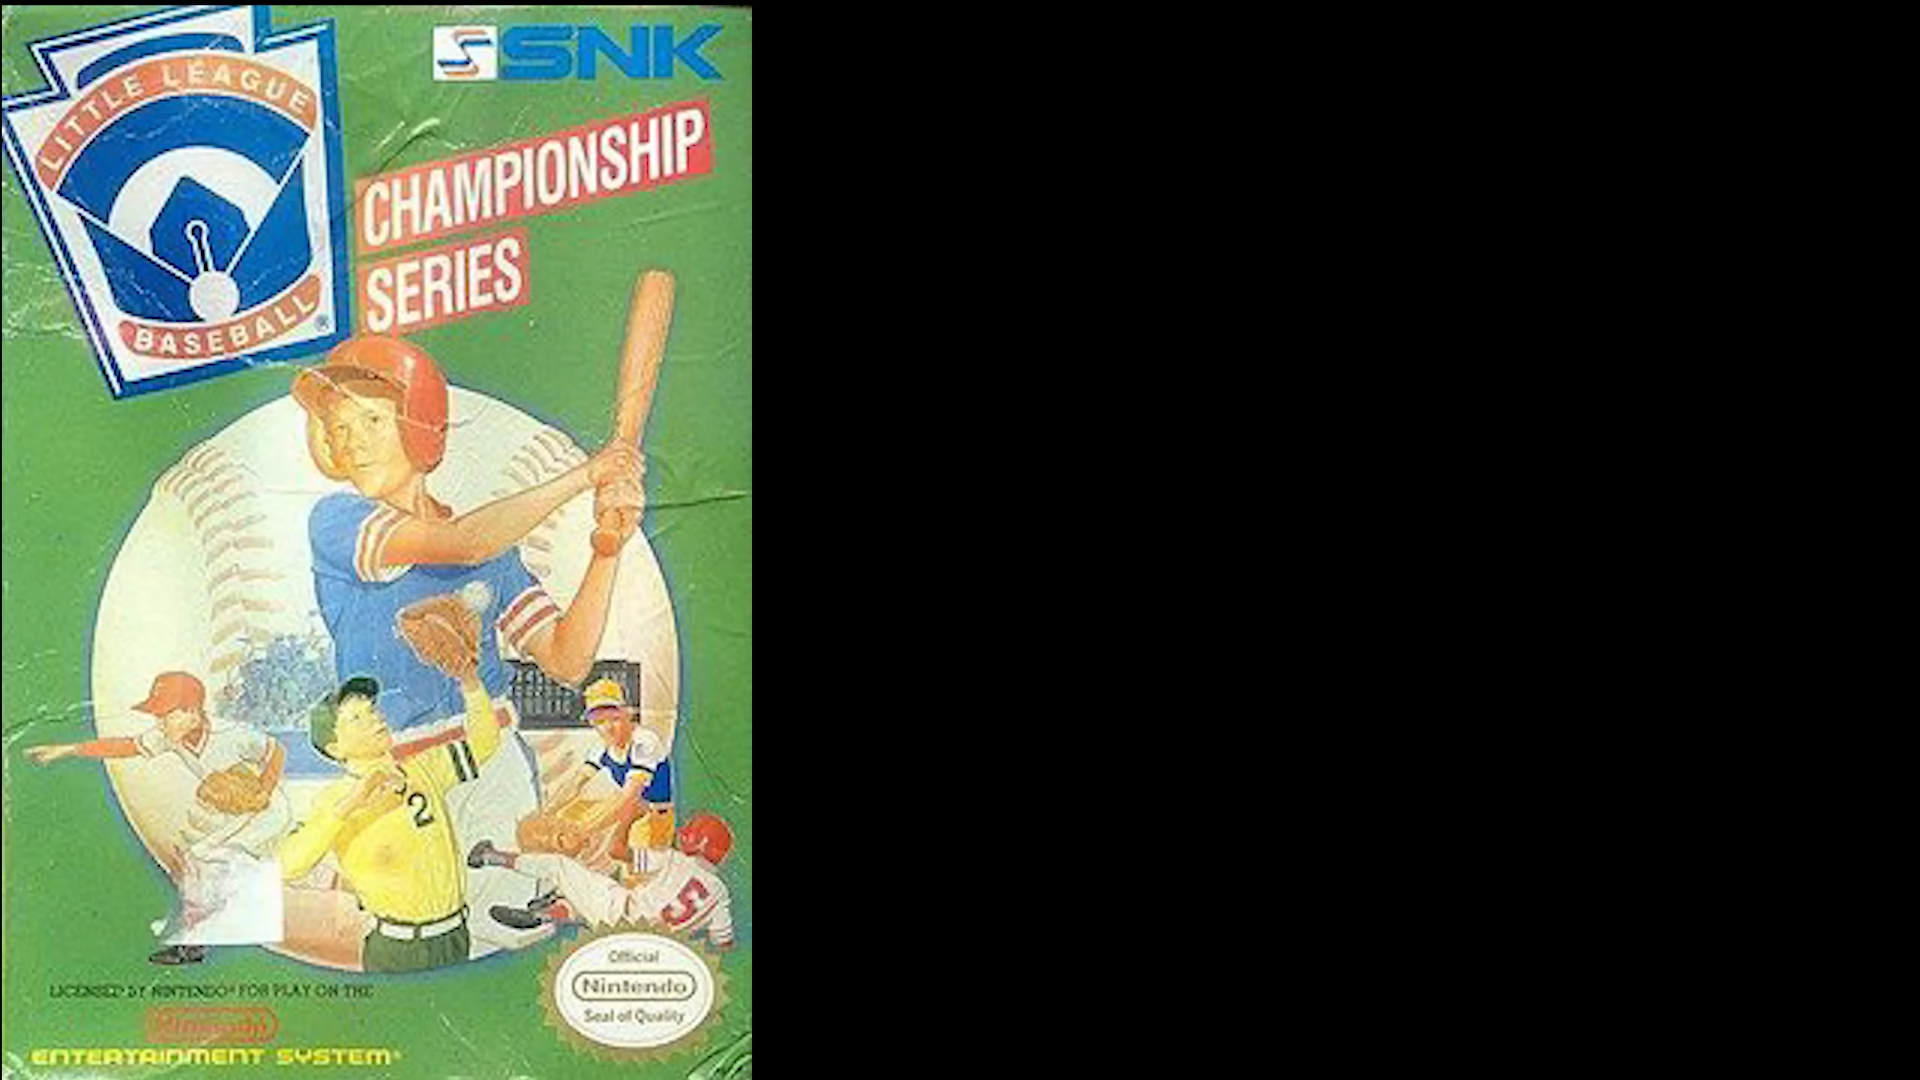 SNK
LITTLE LEAGUE
BASEBALL®
CHAMPIONSHIP
SERIES
2
5
Official
Nintendo
Seal of Quality
LICENSED BY NINTENDO® FOR PLAY ON THE
Nintendo
ENTERTAINMENT SYSTEM®